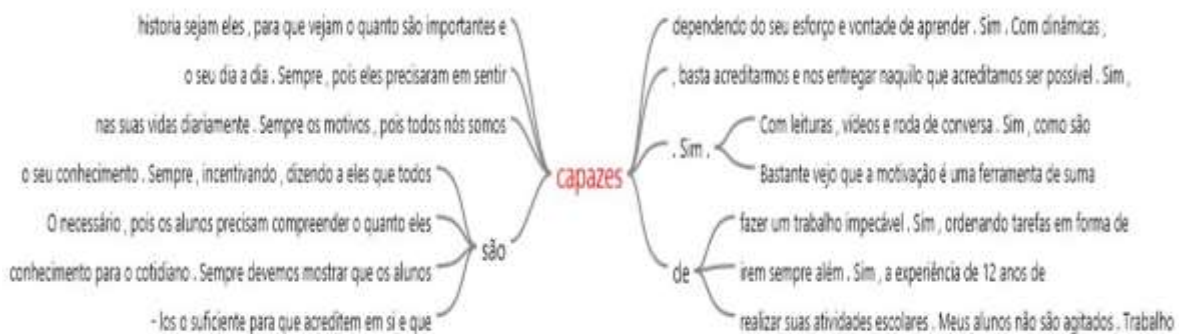 historia sejam eles , para que vejam o quanto são importantes e
o seu dia a dia . Sempre , pois eles precisaram em sentir
nas suas vidas diariamente . Sempre os motivos , pois todos nós somos
o seu conhecimento . Sempre , incentivando , dizendo a eles que todos
O necessário , pois os alunos precisam compreender o quanto eles
conhecimento para o cotidiano . Sempre devemos mostrar que os alunos
- los o suficiente para que acreditem em si e que
são
capazes
dependendo do seu esforço e vontade de aprender . Sim . Com dinâmicas ,
, basta acreditarmos e nos entregar naquilo que acreditamos ser possível . Sim ,
. Sim .
Com leituras , vídeos e roda de conversa . Sim , como são
Bastante vejo que a motivação é uma ferramenta de suma
de
fazer um trabalho impecável . Sim , ordenando tarefas em forma de
irem sempre além . Sim , a experiência de 12 anos de
realizar suas atividades escolares . Meus alunos não são agitados . Trabalho